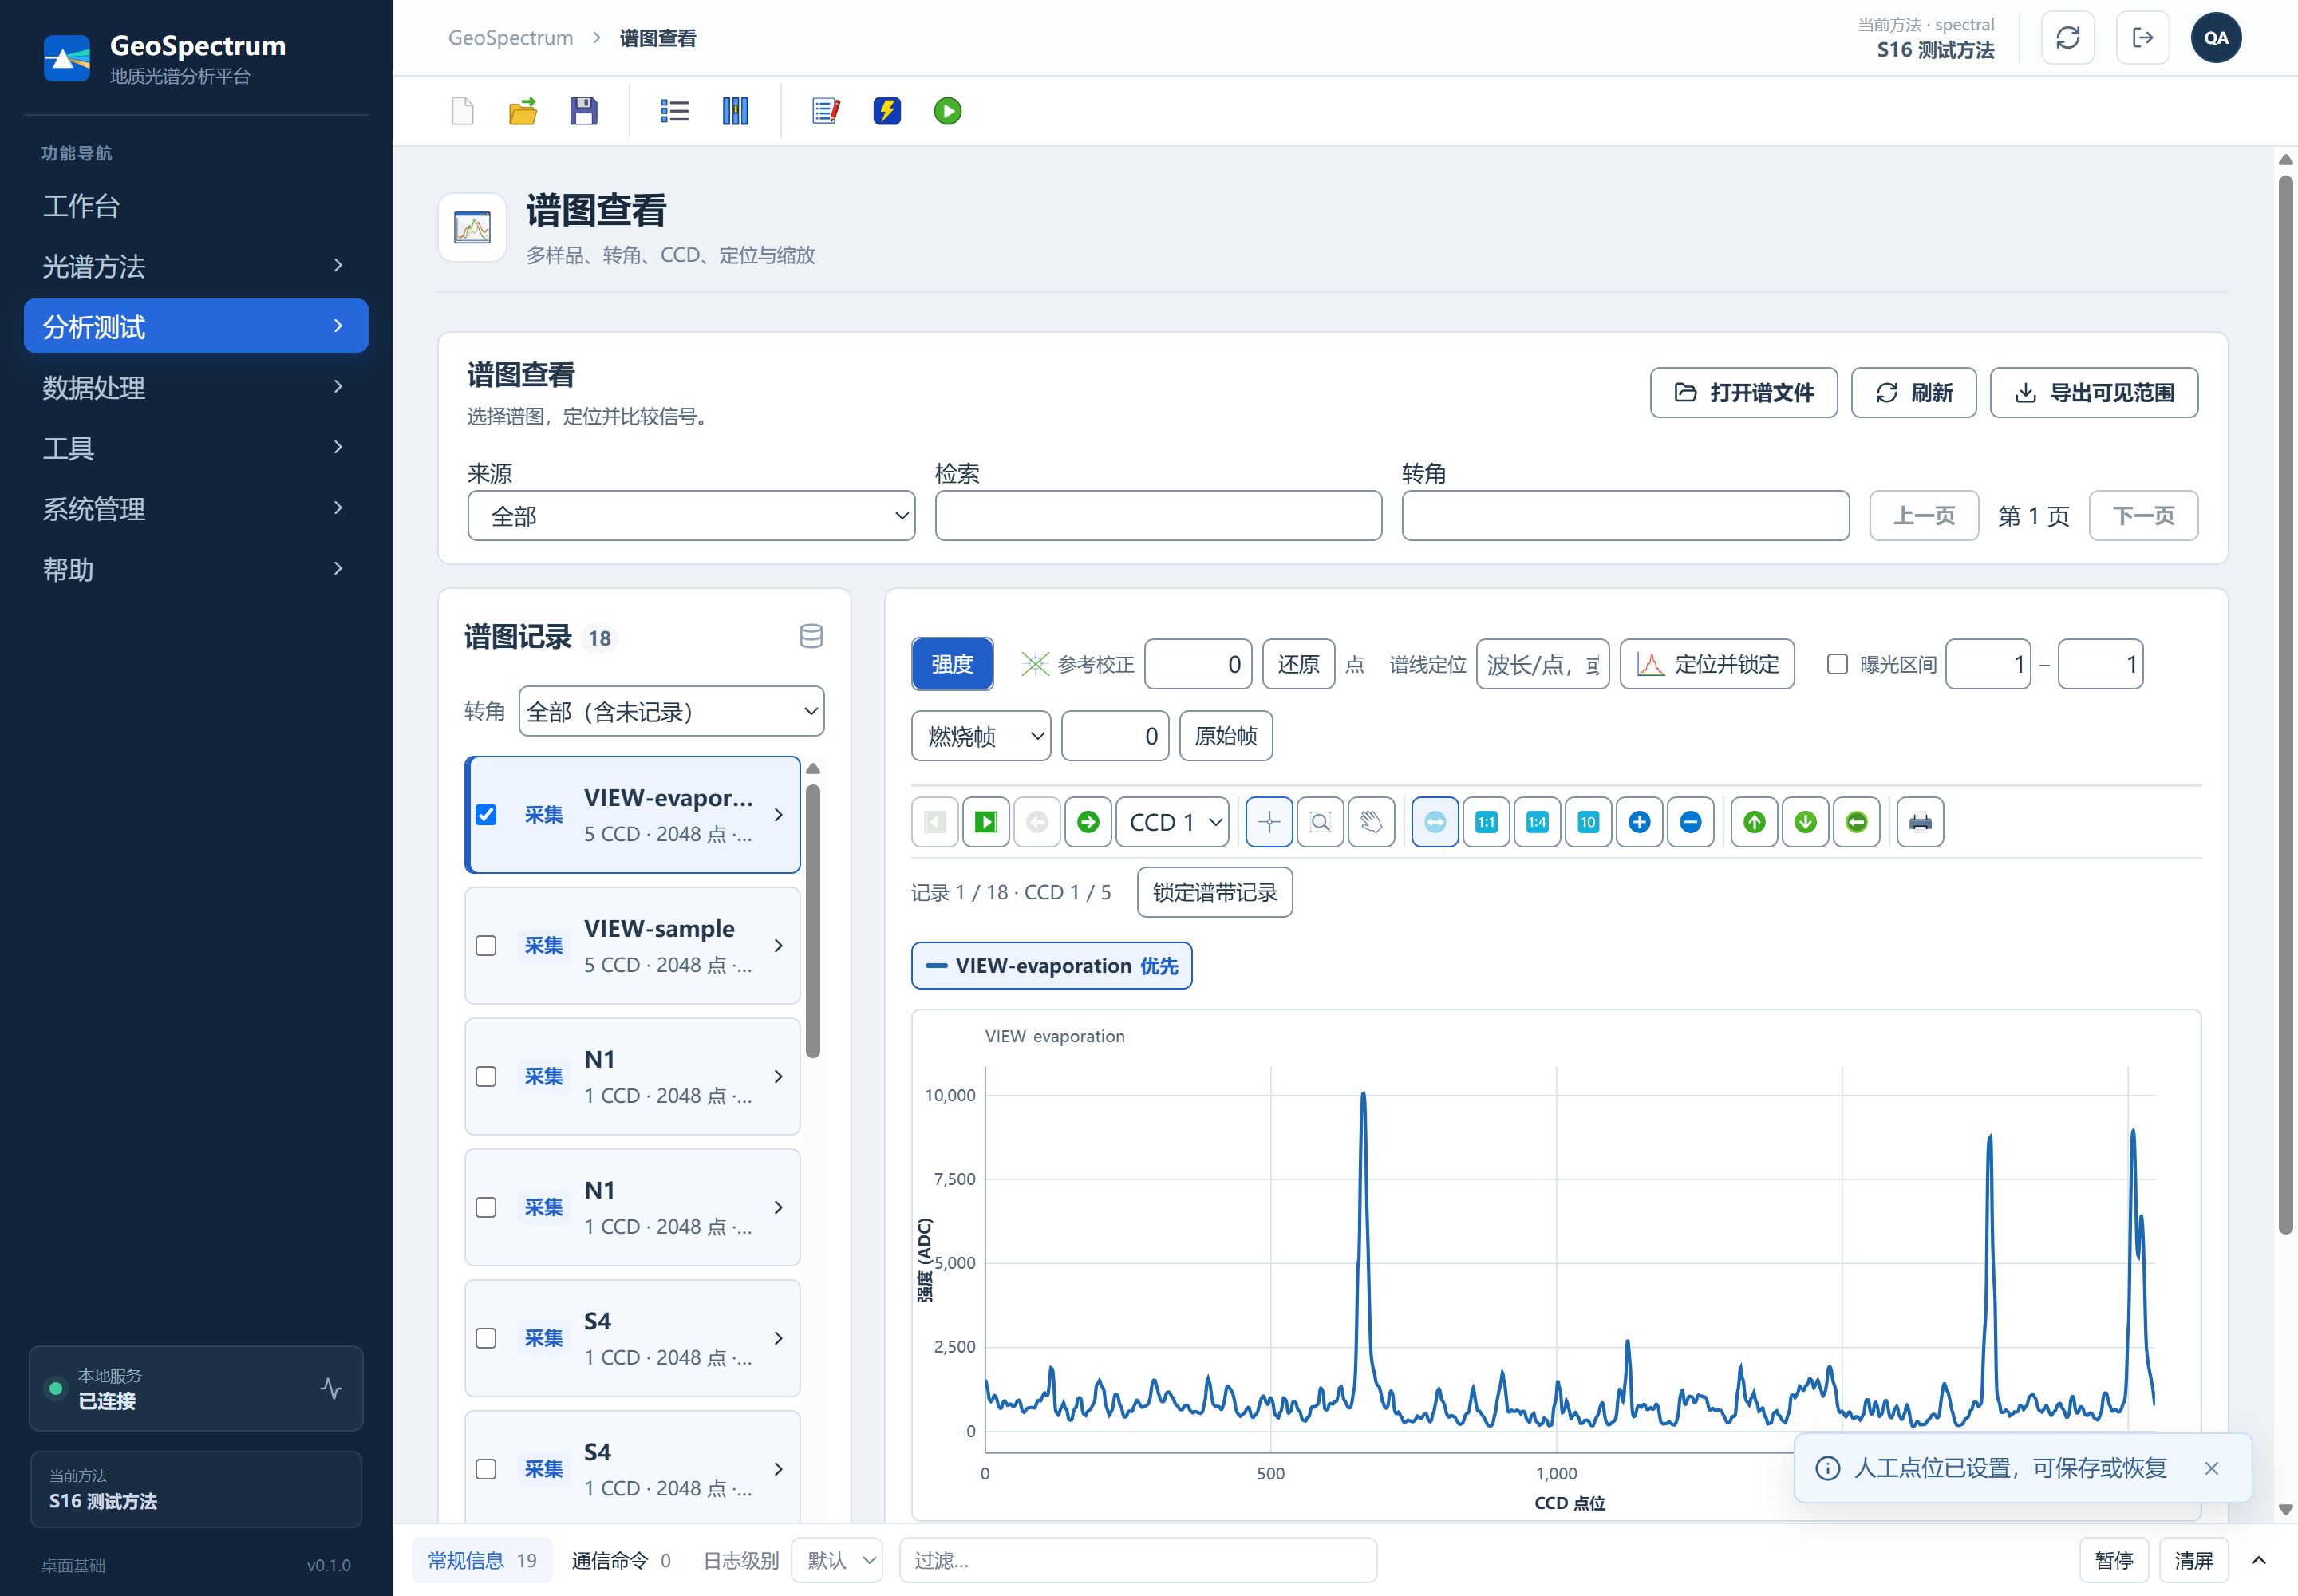 GeoSpectrum
地质光谱分析平台
功能导航
工作台
光谱方法
分析测试
数据处理
工具
系统管理
帮助
本地服务
已连接
当前方法
S16 测试方法
桌面基础 v0.1.0
GeoSpectrum 谱图查看
当前方法 · spectral
S16 测试方法
QA
谱图查看
多样品、转角、CCD、定位与缩放
谱图查看
选择谱图，定位并比较信号。
打开谱文件 刷新 导出可见范围
来源 检索 转角
全部 上一页 第 1 页 下一页
谱图记录 18
转角 全部（含未记录）
采集 VIEW-evapor...
5 CCD · 2048 点 ·...
采集 VIEW-sample
5 CCD · 2048 点 ·...
采集 N1
1 CCD · 2048 点 ·...
采集 N1
1 CCD · 2048 点 ·...
采集 S4
1 CCD · 2048 点 ·...
采集 S4
1 CCD · 2048 点 ·...
强度 参考校正 0 还原 点 谱线定位 波长/点， 定位并锁定 曝光区间 1 – 1
燃烧帧 0 原始帧
CCD 1 1:1 1:4 10
记录 1 / 18 · CCD 1 / 5 锁定谱带记录
VIEW-evaporation 优先
VIEW-evaporation
10,000
7,500
5,000
2,500
-0
强度 (ADC)
0 500 1,000
CCD 点位
人工点位已设置，可保存或恢复
常规信息 19 通信命令 0 日志级别 默认 过滤... 暂停 清屏